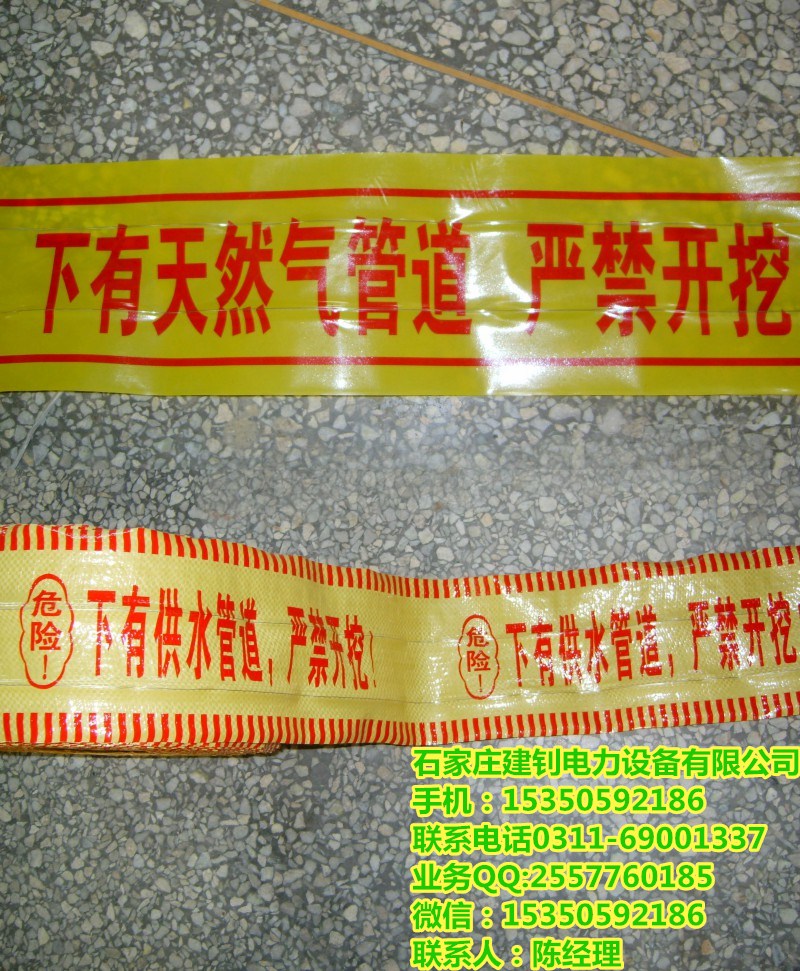 下有天然气管道 严禁开挖
危险！ 下有供水管道，严禁开挖！ 危险！ 下有供水管道，严禁开挖
石家庄建钊电力设备有限公司
手机：15350592186
联系电话0311-69001337
业务QQ:2557760185
微信：15350592186
联系人：陈经理